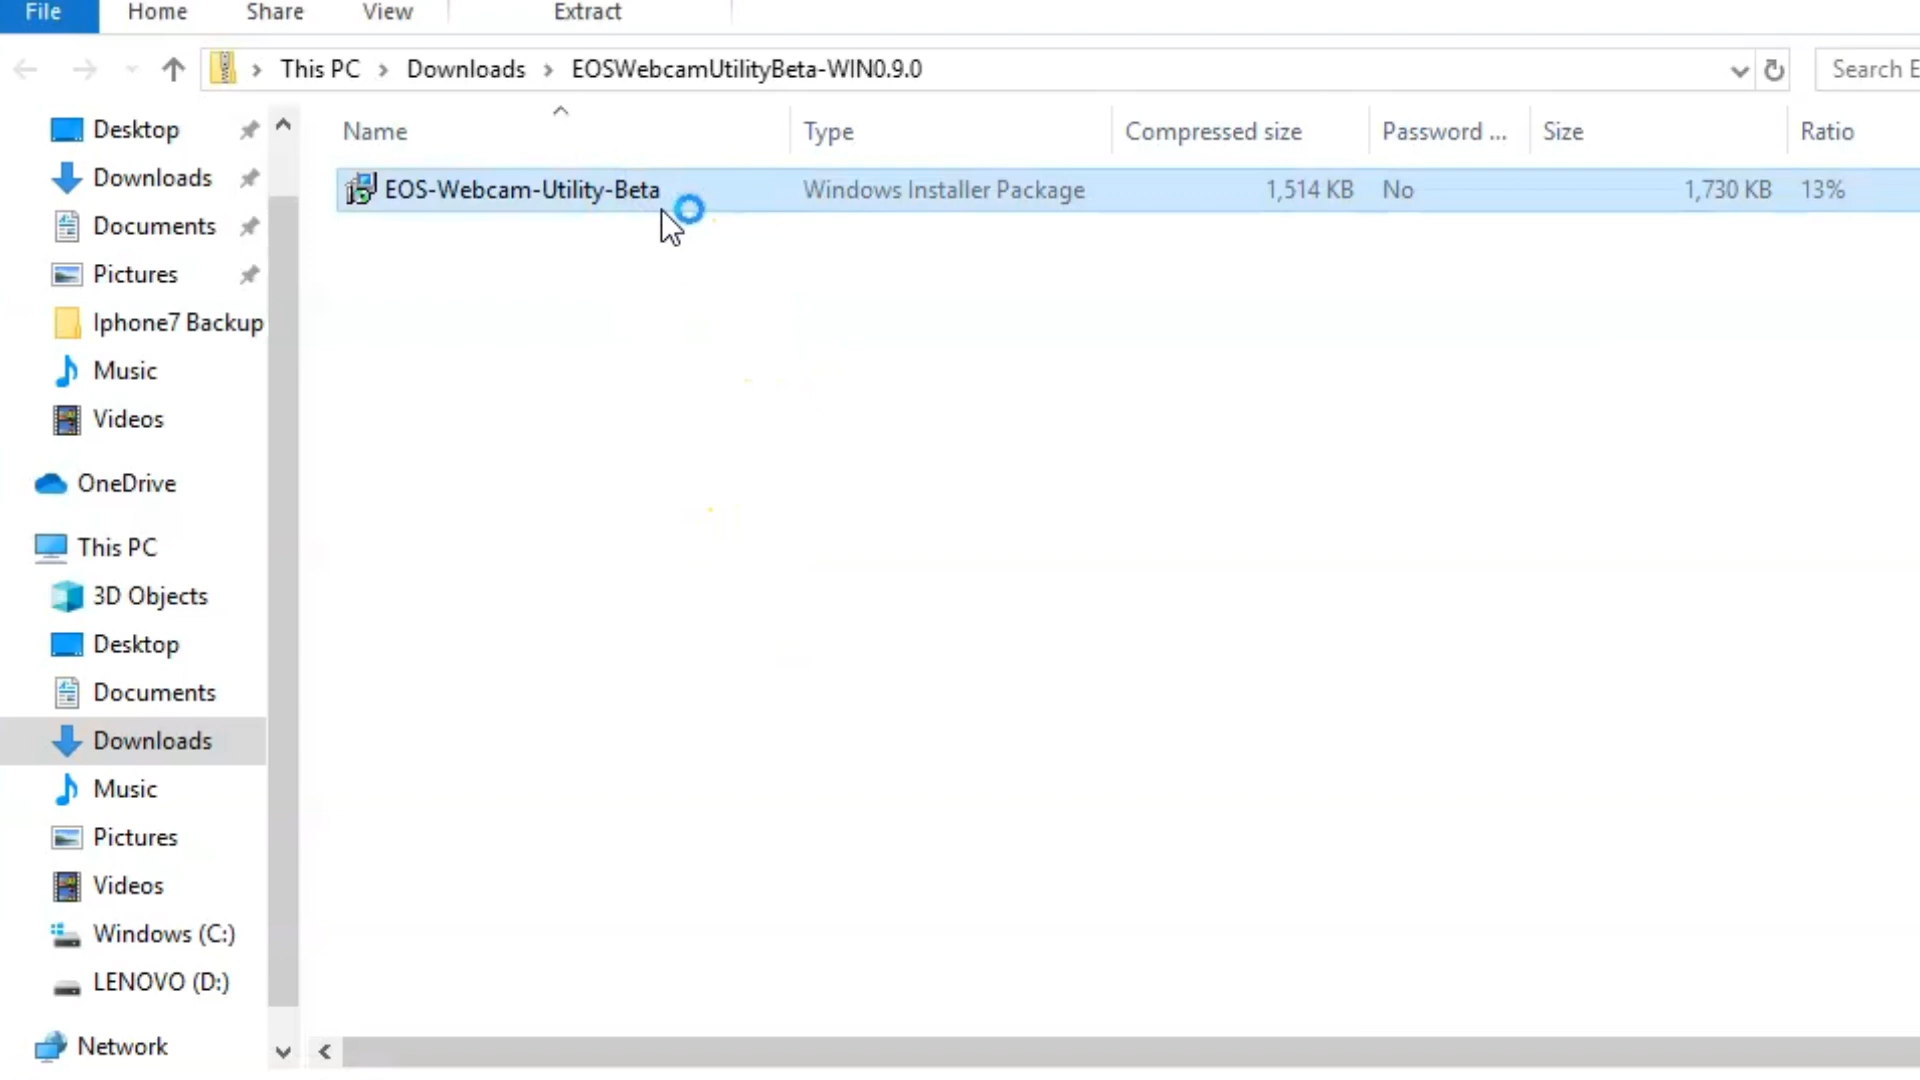 File Home Share View Extract
This PC Downloads EOSWebcamUtilityBeta-WIN0.9.0 Search E
Name Type Compressed size Password ... Size Ratio
EOS-Webcam-Utility-Beta Windows Installer Package 1,514 KB No 1,730 KB 13%
Desktop
Downloads
Documents
Pictures
Iphone7 Backup
Music
Videos
OneDrive
This PC
3D Objects
Desktop
Documents
Downloads
Music
Pictures
Videos
Windows (C:)
LENOVO (D:)
Network